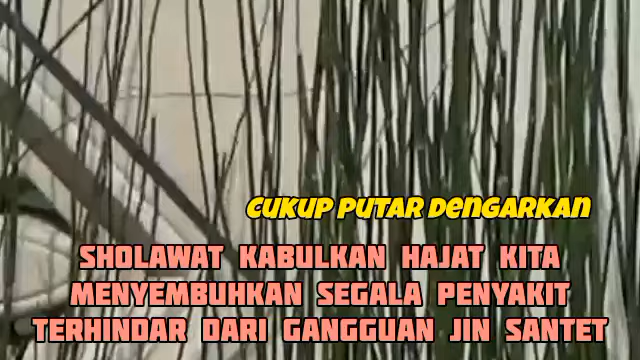 CUKUP PUTAR DENGARKAN
SHOLAWAT KABULKAN HAJAT KITA
MENYEMBUHKAN SEGALA PENYAKIT
TERHINDAR DARI GANGGUAN JIN SANTET